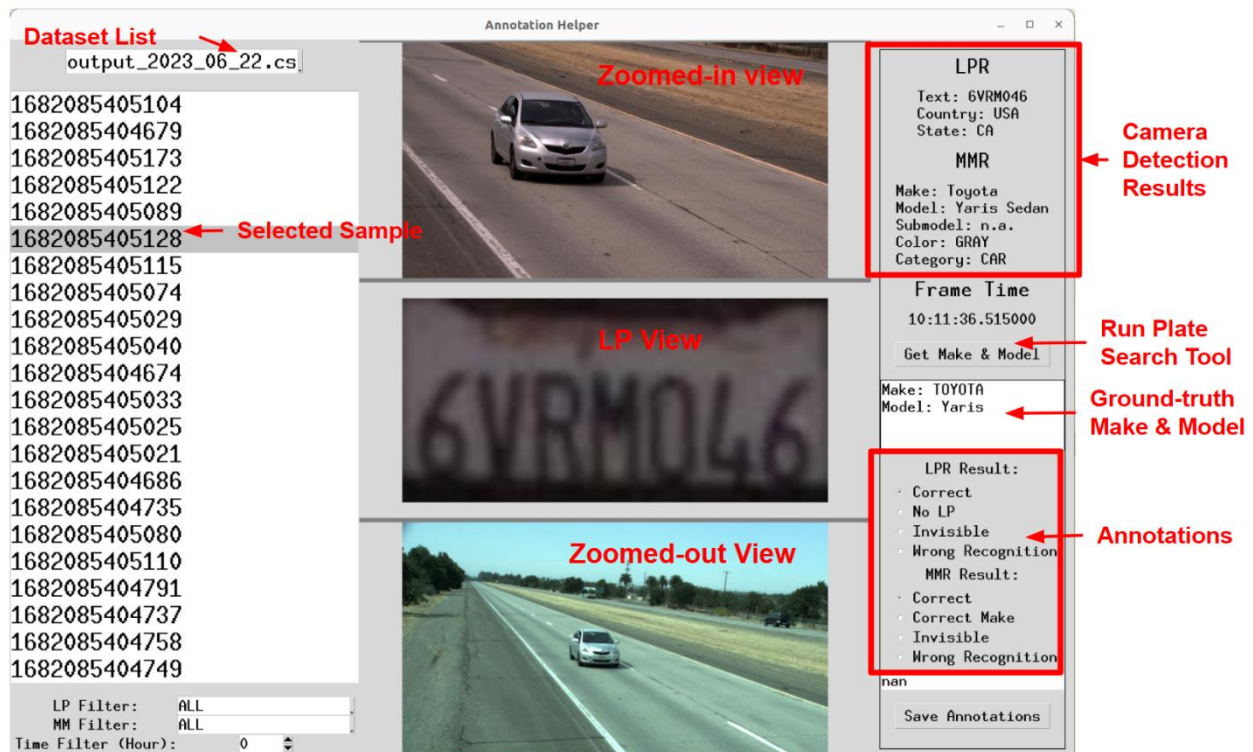 Annotation Helper
Dataset List
output_2023_06_22.cs
1682085405104
1682085404679
1682085405173
1682085405122
1682085405089
1682085405128
Selected Sample
1682085405115
1682085405074
1682085405029
1682085405040
1682085404674
1682085405033
1682085405025
1682085405021
1682085404686
1682085404735
1682085405080
1682085405110
1682085404791
1682085404737
1682085404758
1682085404749
LP Filter: ALL
MM Filter: ALL
Time Filter (Hour): 0
Zoomed-in view
LP View
6VRM046
Zoomed-out View
LPR
Text: 6VRM046
Country: USA
State: CA
MMR
Make: Toyota
Model: Yaris Sedan
Submodel: n.a.
Color: GRAY
Category: CAR
Camera
Detection
Results
Frame Time
10:11:36.515000
Get Make & Model
Run Plate
Search Tool
Make: TOYOTA
Model: Yaris
Ground-truth
Make & Model
LPR Result:
Correct
No LP
Invisible
Wrong Recognition
MMR Result:
Correct
Correct Make
Invisible
Wrong Recognition
Annotations
nan
Save Annotations